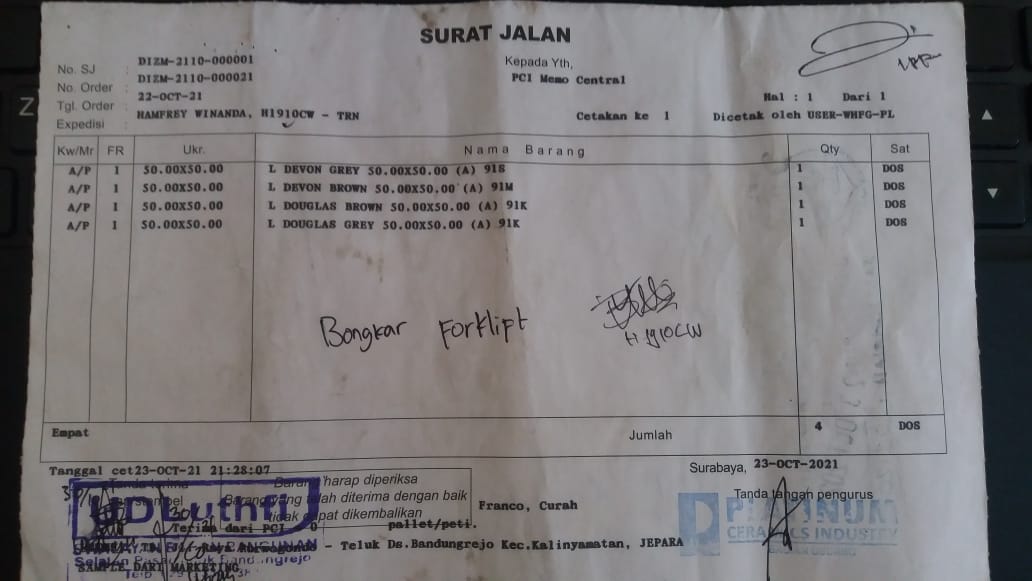 SURAT JALAN
No. SJ : DIZM-2110-000001
No. Order : DIZM-2110-000021
Tgl. Order : 22-OCT-21
Expedisi : HAMFREY WINANDA, H1910CW - TRN
Kepada Yth,
PCI Memo Central
Hal : 1 Dari 1
Cetakan ke 1 Dicetak oleh USER-WHPG-PL
Kw/Mr FR Ukr. Nama Barang Qty Sat
A/P 1 50.00X50.00 L DEVON GREY 50.00X50.00 (A) 91S 1 DOS
A/P 1 50.00X50.00 L DEVON BROWN 50.00X50.00 (A) 91M 1 DOS
A/P 1 50.00X50.00 L DOUGLAS BROWN 50.00X50.00 (A) 91K 1 DOS
A/P 1 50.00X50.00 L DOUGLAS GREY 50.00X50.00 (A) 91K 1 DOS
Bongkar Forklift
H 1910CW
Empat Jumlah 4 DOS
Tanggal cet23-OCT-21 21:28:07
Surabaya, 23-OCT-2021
Tanda terima
Barang harap diperiksa
Barang yang telah diterima dengan baik
tidak dapat dikembalikan
Franco, Curah
Tanda tangan pengurus
UD Luthfi
PLATINUM
CERAMICS INDUSTRY
Terima dari PCI 0 pallet/peti.
- Teluk Ds.Bandungrejo Kec.Kalinyamatan, JEPARA
SAMPLE DARI MARKETING